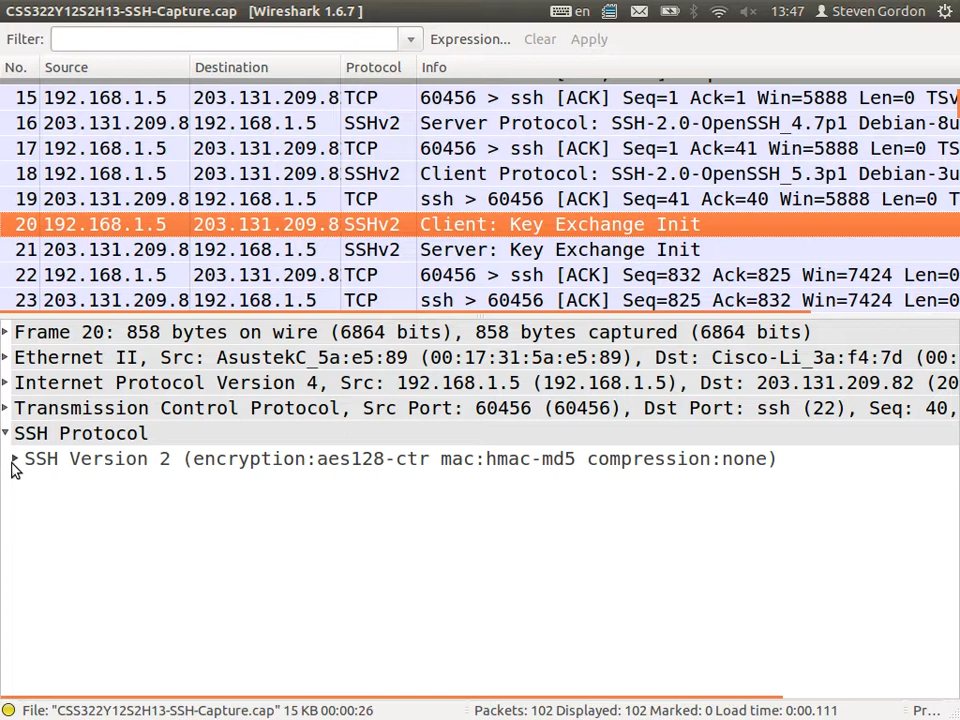 CSS322Y12S2H13-SSH-Capture.cap [Wireshark 1.6.7 ] en 13:47 Steven Gordon
Filter: Expression... Clear Apply
No. Source Destination Protocol Info
15 192.168.1.5 203.131.209.8 TCP 60456 > ssh [ACK] Seq=1 Ack=1 Win=5888 Len=0 TSv
16 203.131.209.8 192.168.1.5 SSHv2 Server Protocol: SSH-2.0-OpenSSH_4.7p1 Debian-8u
17 192.168.1.5 203.131.209.8 TCP 60456 > ssh [ACK] Seq=1 Ack=41 Win=5888 Len=0 TS
18 192.168.1.5 203.131.209.8 SSHv2 Client Protocol: SSH-2.0-OpenSSH_5.3p1 Debian-3u
19 203.131.209.8 192.168.1.5 TCP ssh > 60456 [ACK] Seq=41 Ack=40 Win=5888 Len=0 T
20 192.168.1.5 203.131.209.8 SSHv2 Client: Key Exchange Init
21 203.131.209.8 192.168.1.5 SSHv2 Server: Key Exchange Init
22 192.168.1.5 203.131.209.8 TCP 60456 > ssh [ACK] Seq=832 Ack=825 Win=7424 Len=0
23 203.131.209.8 192.168.1.5 TCP ssh > 60456 [ACK] Seq=825 Ack=832 Win=7424 Len=0
Frame 20: 858 bytes on wire (6864 bits), 858 bytes captured (6864 bits)
Ethernet II, Src: AsustekC_5a:e5:89 (00:17:31:5a:e5:89), Dst: Cisco-Li_3a:f4:7d (00:
Internet Protocol Version 4, Src: 192.168.1.5 (192.168.1.5), Dst: 203.131.209.82 (20
Transmission Control Protocol, Src Port: 60456 (60456), Dst Port: ssh (22), Seq: 40,
SSH Protocol
SSH Version 2 (encryption:aes128-ctr mac:hmac-md5 compression:none)
File: "CSS322Y12S2H13-SSH-Capture.cap" 15 KB 00:00:26 Packets: 102 Displayed: 102 Marked: 0 Load time: 0:00.111 Pr...